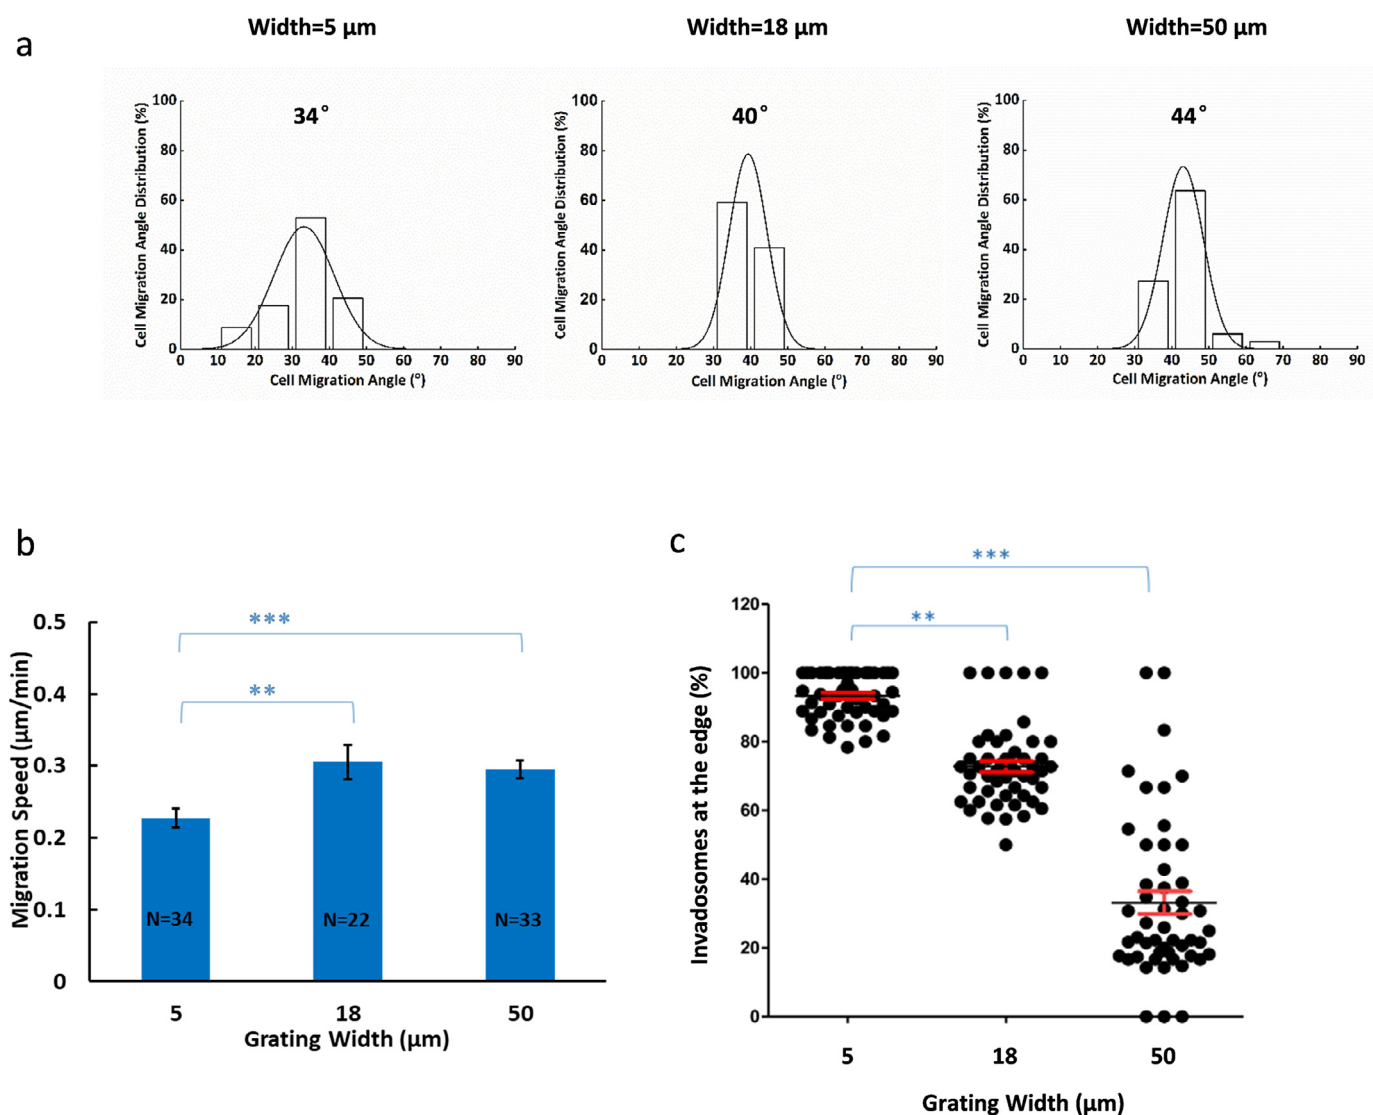 a
Width=5 µm
Width=18 µm
Width=50 µm
34°
Cell Migration Angle Distribution (%)
100
80
60
40
20
0
0 10 20 30 40 50 60 70 80 90
Cell Migration Angle (°)
40°
Cell Migration Angle Distribution (%)
100
80
60
40
20
0
0 10 20 30 40 50 60 70 80 90
Cell Migration Angle (°)
44°
Cell Migration Angle Distribution (%)
100
80
60
40
20
0
0 10 20 30 40 50 60 70 80 90
Cell Migration Angle (°)
b
Migration Speed (µm/min)
0.5
0.4
0.3
0.2
0.1
0
***
**
N=34
N=22
N=33
5 18 50
Grating Width (µm)
c
***
**
Invadosomes at the edge (%)
120
100
80
60
40
20
0
5 18 50
Grating Width (µm)